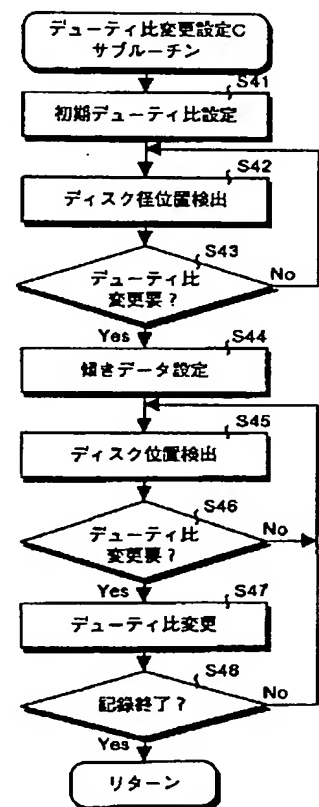 デューティ比変更設定C
サブルーチン
S41
初期デューティ比設定
S42
ディスク径位置検出
S43
デューティ比
変更要?
No
Yes
S44
傾きデータ設定
S45
ディスク位置検出
S46
デューティ比
変更要?
No
Yes
S47
デューティ比変更
S48
記録終了?
No
Yes
リターン